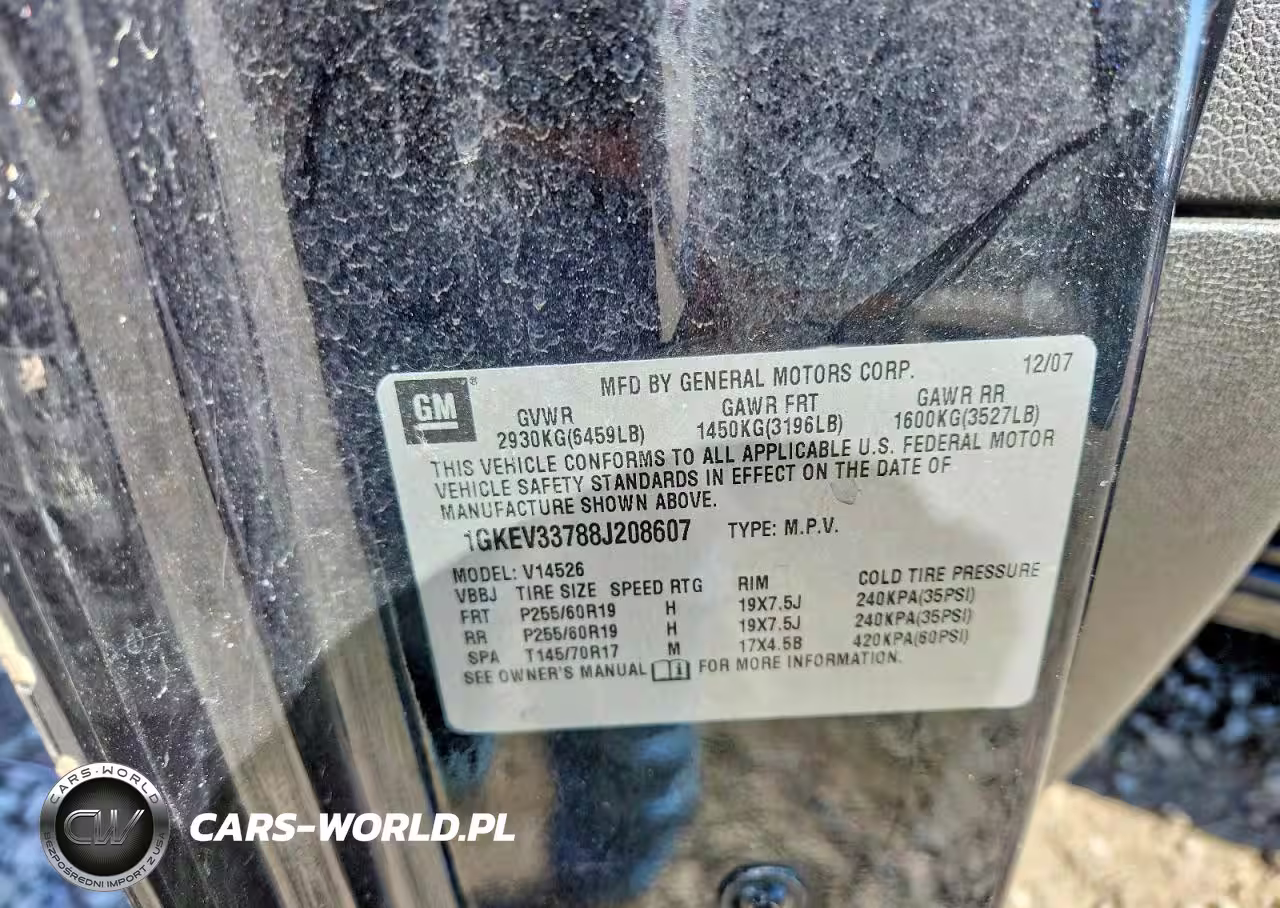 GM ®
MFD BY GENERAL MOTORS CORP. 12/07
GVWR GAWR FRT GAWR RR
2930KG(6459LB) 1450KG(3196LB) 1600KG(3527LB)
THIS VEHICLE CONFORMS TO ALL APPLICABLE U.S. FEDERAL MOTOR
VEHICLE SAFETY STANDARDS IN EFFECT ON THE DATE OF
MANUFACTURE SHOWN ABOVE.
1GKEV33788J208607 TYPE: M.P.V.
MODEL: V14526
VBBJ TIRE SIZE SPEED RTG RIM COLD TIRE PRESSURE
FRT P255/60R19 H 19X7.5J 240KPA(35PSI)
RR P255/60R19 H 19X7.5J 240KPA(35PSI)
SPA T145/70R17 M 17X4.5B 420KPA(60PSI)
SEE OWNER'S MANUAL FOR MORE INFORMATION.
CARS-WORLD
CW
BEZPOŚREDNI IMPORT Z USA
CARS-WORLD.PL